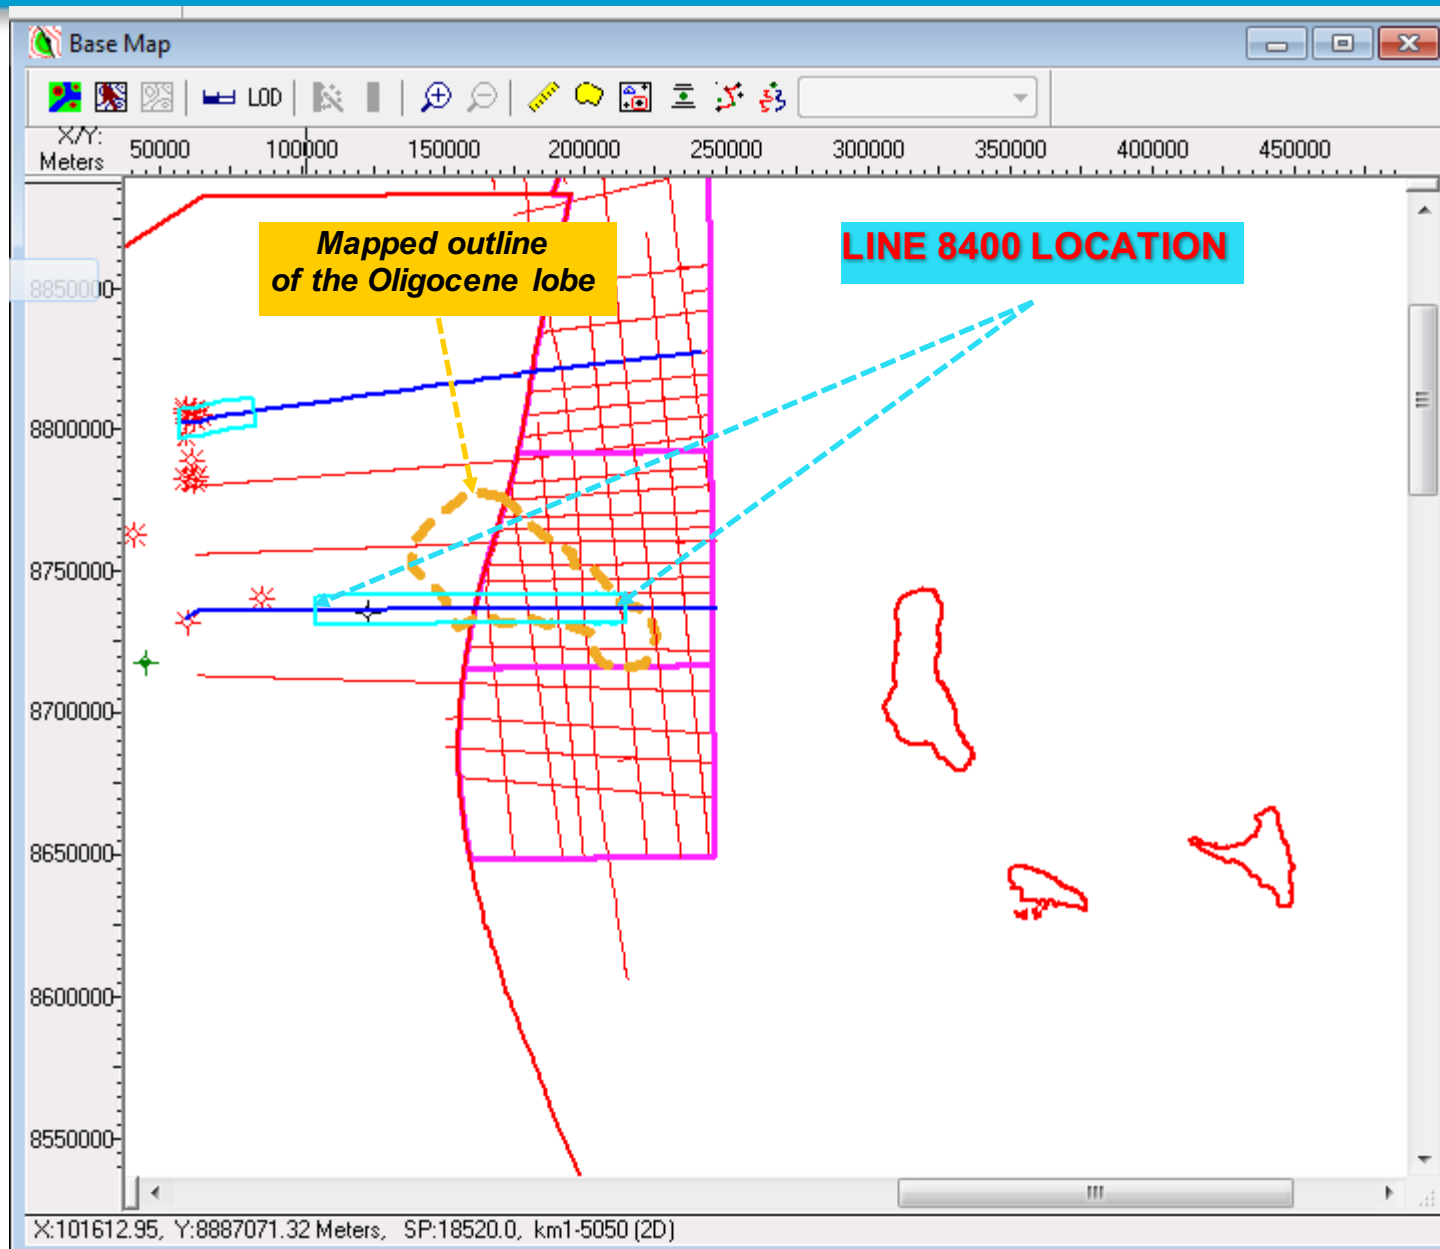 Base Map
LOD
X/Y:
Meters
50000 100000 150000 200000 250000 300000 350000 400000 450000
Mapped outline
of the Oligocene lobe
LINE 8400 LOCATION
8850000
8800000
8750000
8700000
8650000
8600000
8550000
X:101612.95, Y:8887071.32 Meters, SP:18520.0, km1-5050 (2D)